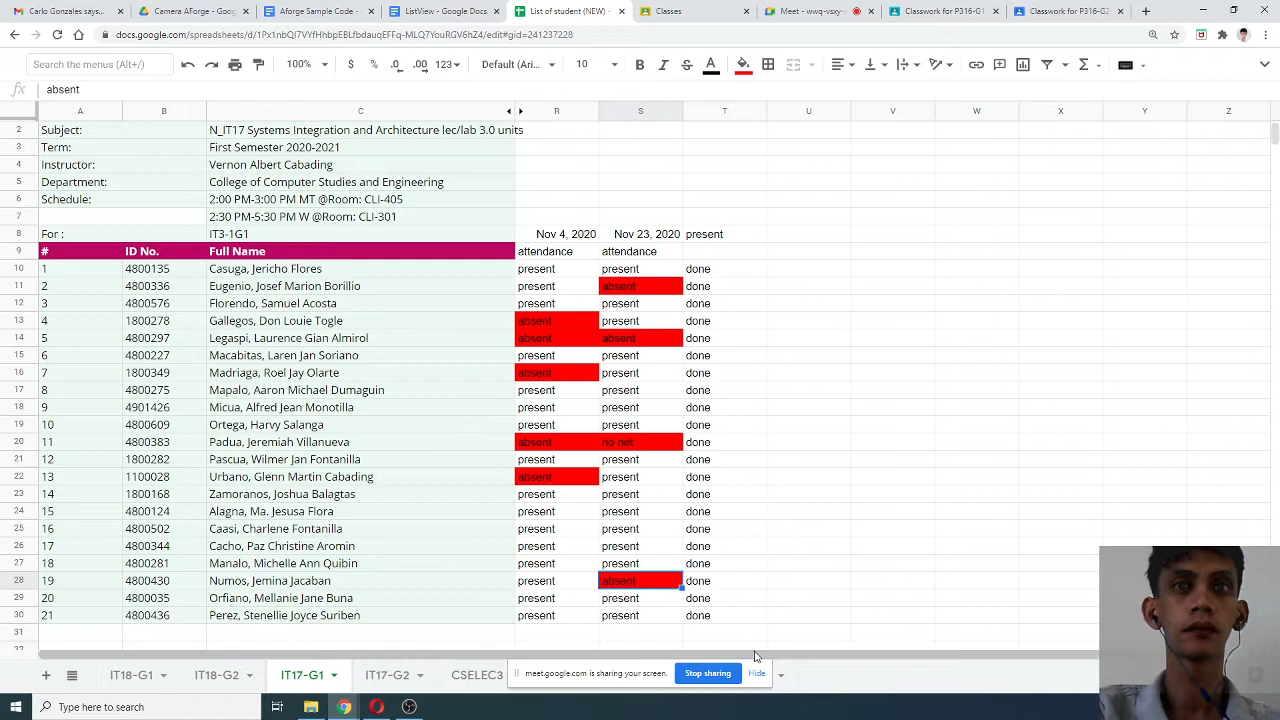 Carlo Gonzales says...
Camera AForge - Goog
Aforge Sample Code -
ListView - Google Docs
List of student (NEW) -
Classes
Meet - wwq-vsxy-
Classwork for P316-G1
Classwork for P316-G2
docs.google.com/spreadsheets/
Search the menus (Alt+/)
100%
$ % .0 .00 123
Default (Ari...
10
B I S A
fx absent
A B C R S T U V W X Y Z
2 Subject: N_IT17 Systems Integration and Architecture lec/lab 3.0 units
3 Term: First Semester 2020-2021
4 Instructor: Vernon Albert Cabading
5 Department: College of Computer Studies and Engineering
6 Schedule: 2:00 PM-3:00 PM MT @Room: CLI-405
7 2:30 PM-5:30 PM W @Room: CLI-301
8 For : IT3-1G1 Nov 4, 2020 Nov 23, 2020 present
9 # ID No. Full Name attendance attendance
10 1 4800135 Casuga, Jericho Flores present present done
11 2 4800336 Eugenio, Josef Marion Borillio present absent done
12 3 4800576 Florendo, Samuel Acosta present present done
13 4 1800278 Gallegos, Don Louie Togle absent present done
14 5 4800297 Legaspi, Laurence Gian Almirol absent absent done
15 6 4800227 Macabitas, Laren Jan Soriano present present done
16 7 1800349 Madriaga, Roel Jay Olarte absent present done
17 8 4800275 Mapalo, Aaron Michael Dumaguin present present done
18 9 4901426 Micua, Alfred Jean Monotilla present present done
19 10 4800609 Ortega, Harvy Salanga present present done
20 11 4800383 Padua, Jeremiah Villanueva absent no net done
21 12 1800282 Pascua, Wilmer Jan Fontanilla present present done
22 13 1100028 Urbano, Glenn Martin Cabading absent present done
23 14 1800168 Zamoranos, Joshua Balagtas present present done
24 15 4800124 Alagna, Ma. Jesusa Flora present present done
25 16 4800502 Caasi, Charlene Fontanilla present present done
26 17 4800344 Cacho, Paz Christine Aromin present present done
27 18 4800281 Manalo, Michelle Ann Quibin present present done
28 19 4800430 Numos, Jemina Jacaban present absent done
29 20 4800035 Orfiano, Mellanie Jane Buna present present done
30 21 4800436 Perez, Stenellie Joyce Suriben present present done
31
32
IT18-G1 IT18-G2 IT17-G1 IT17-G2 CSELEC3
meet.google.com is sharing your screen. Stop sharing Hide
Type here to search